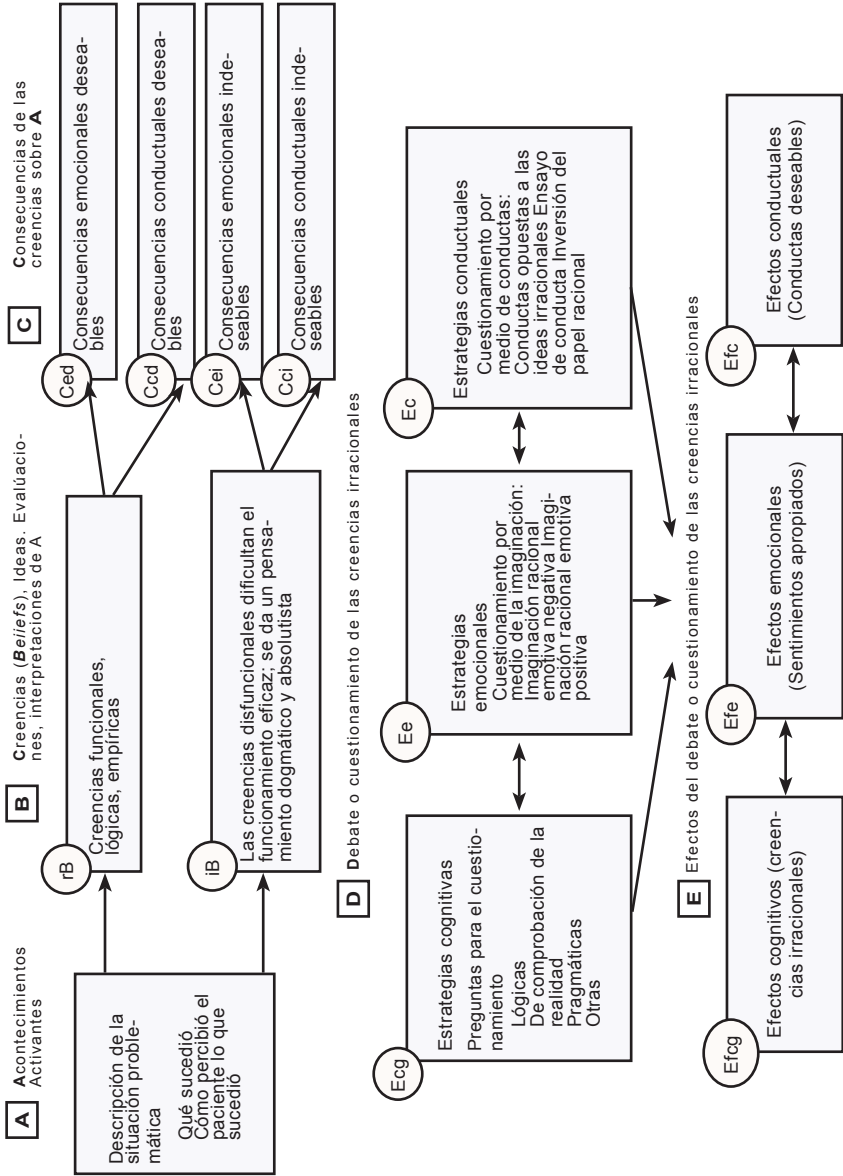 A
Acontecimientos
Activantes
B
Creencias (Beliefs), Ideas. Evalúacio-
nes, interpretaciones de A
C
Consecuencias de las
creencias sobre A
Descripción de la
situación proble-
mática
Qué sucedió
Cómo percibió el
paciente lo que
sucedió
rB
Creencias funcionales,
lógicas, empíricas
iB
Las creencias disfuncionales dificultan el
funcionamiento eficaz; se da un pensa-
miento dogmático y absolutista
Ced
Consecuencias emocionales desea-
bles
Ccd
Consecuencias conductuales desea-
bles
Cei
Consecuencias emocionales inde-
seables
Cci
Consecuencias conductuales inde-
seables
D
Debate o cuestionamiento de las creencias irracionales
Ecg
Estrategias cognitivas
Preguntas para el cuestio-
namiento
Lógicas
De comprobación de la
realidad
Pragmáticas
Otras
Ee
Estrategias
emocionales
Cuestionamiento por
medio de la imaginación:
Imaginación racional
emotiva negativa Imagi-
nación racional emotiva
positiva
Ec
Estrategias conductuales
Cuestionamiento por
medio de conductas:
Conductas opuestas a las
ideas irracionales Ensayo
de conducta Inversión del
papel racional
E
Efectos del debate o cuestionamiento de las creencias irracionales
Efcg
Efectos cognitivos (creen-
cias irracionales)
Efe
Efectos emocionales
(Sentimientos apropiados)
Efc
Efectos conductuales
(Conductas deseables)